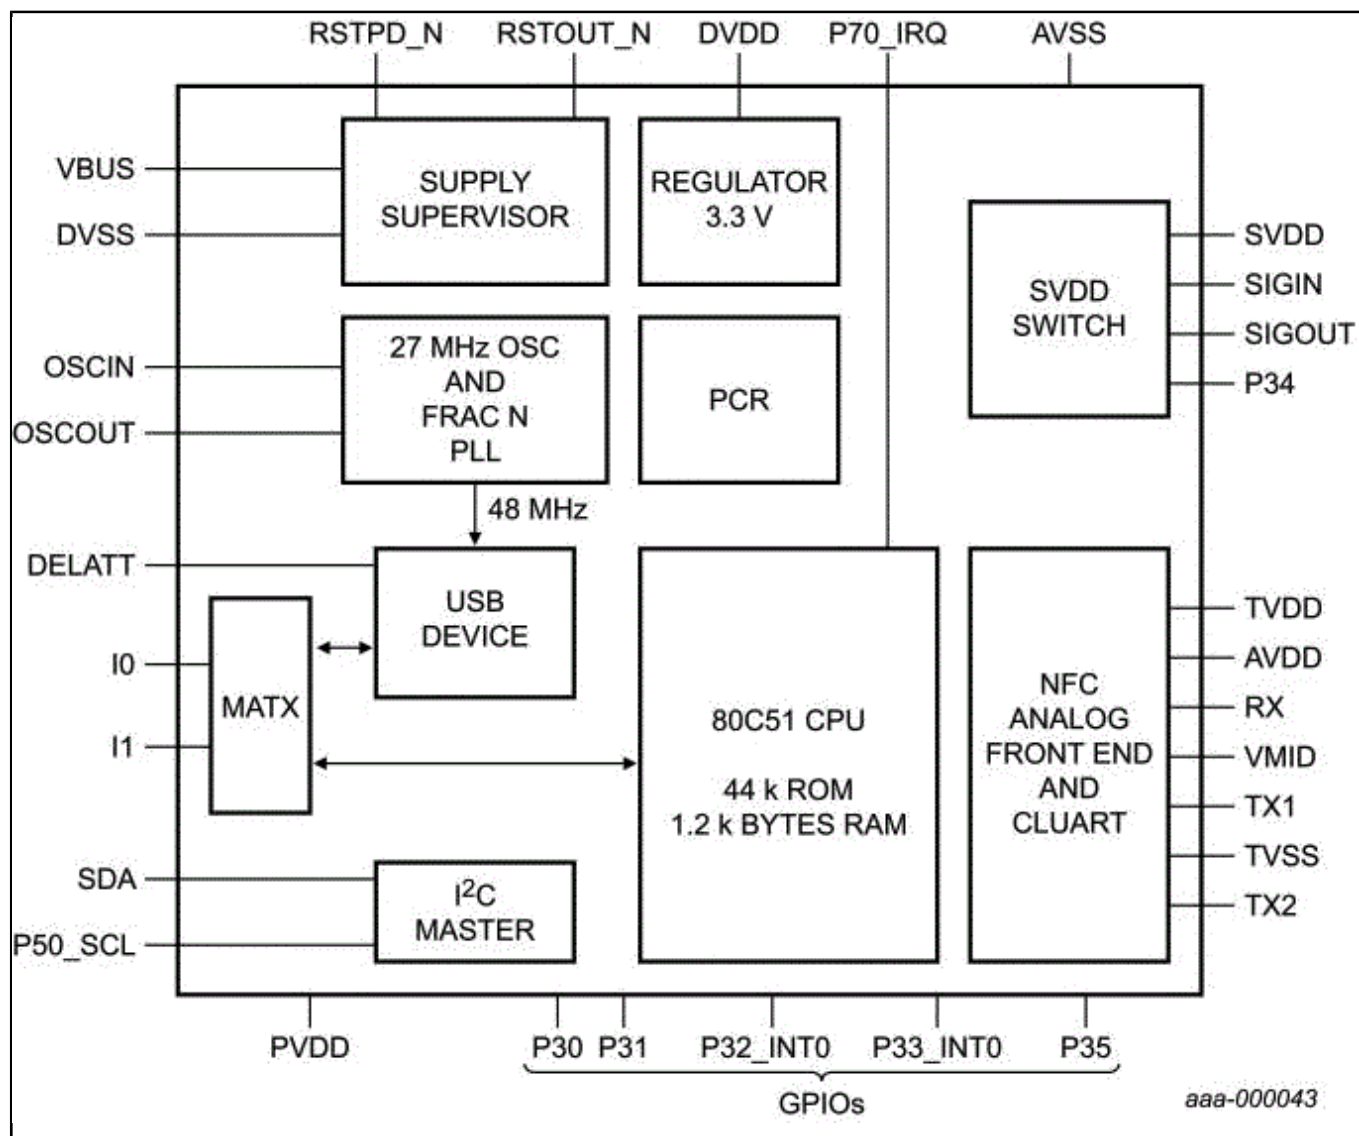 RSTPD_N RSTOUT_N DVDD P70_IRQ AVSS
VBUS
DVSS
SUPPLY
SUPERVISOR
REGULATOR
3.3 V
SVDD
SIGIN
SIGOUT
P34
SVDD
SWITCH
OSCIN
OSCOUT
27 MHz OSC
AND
FRAC N
PLL
PCR
48 MHz
DELATT
USB
DEVICE
I0
I1
MATX
80C51 CPU
44 k ROM
1.2 k BYTES RAM
NFC
ANALOG
FRONT END
AND
CLUART
TVDD
AVDD
RX
VMID
TX1
TVSS
TX2
SDA
P50_SCL
I²C
MASTER
PVDD P30 P31 P32_INT0 P33_INT0 P35
GPIOs
aaa-000043